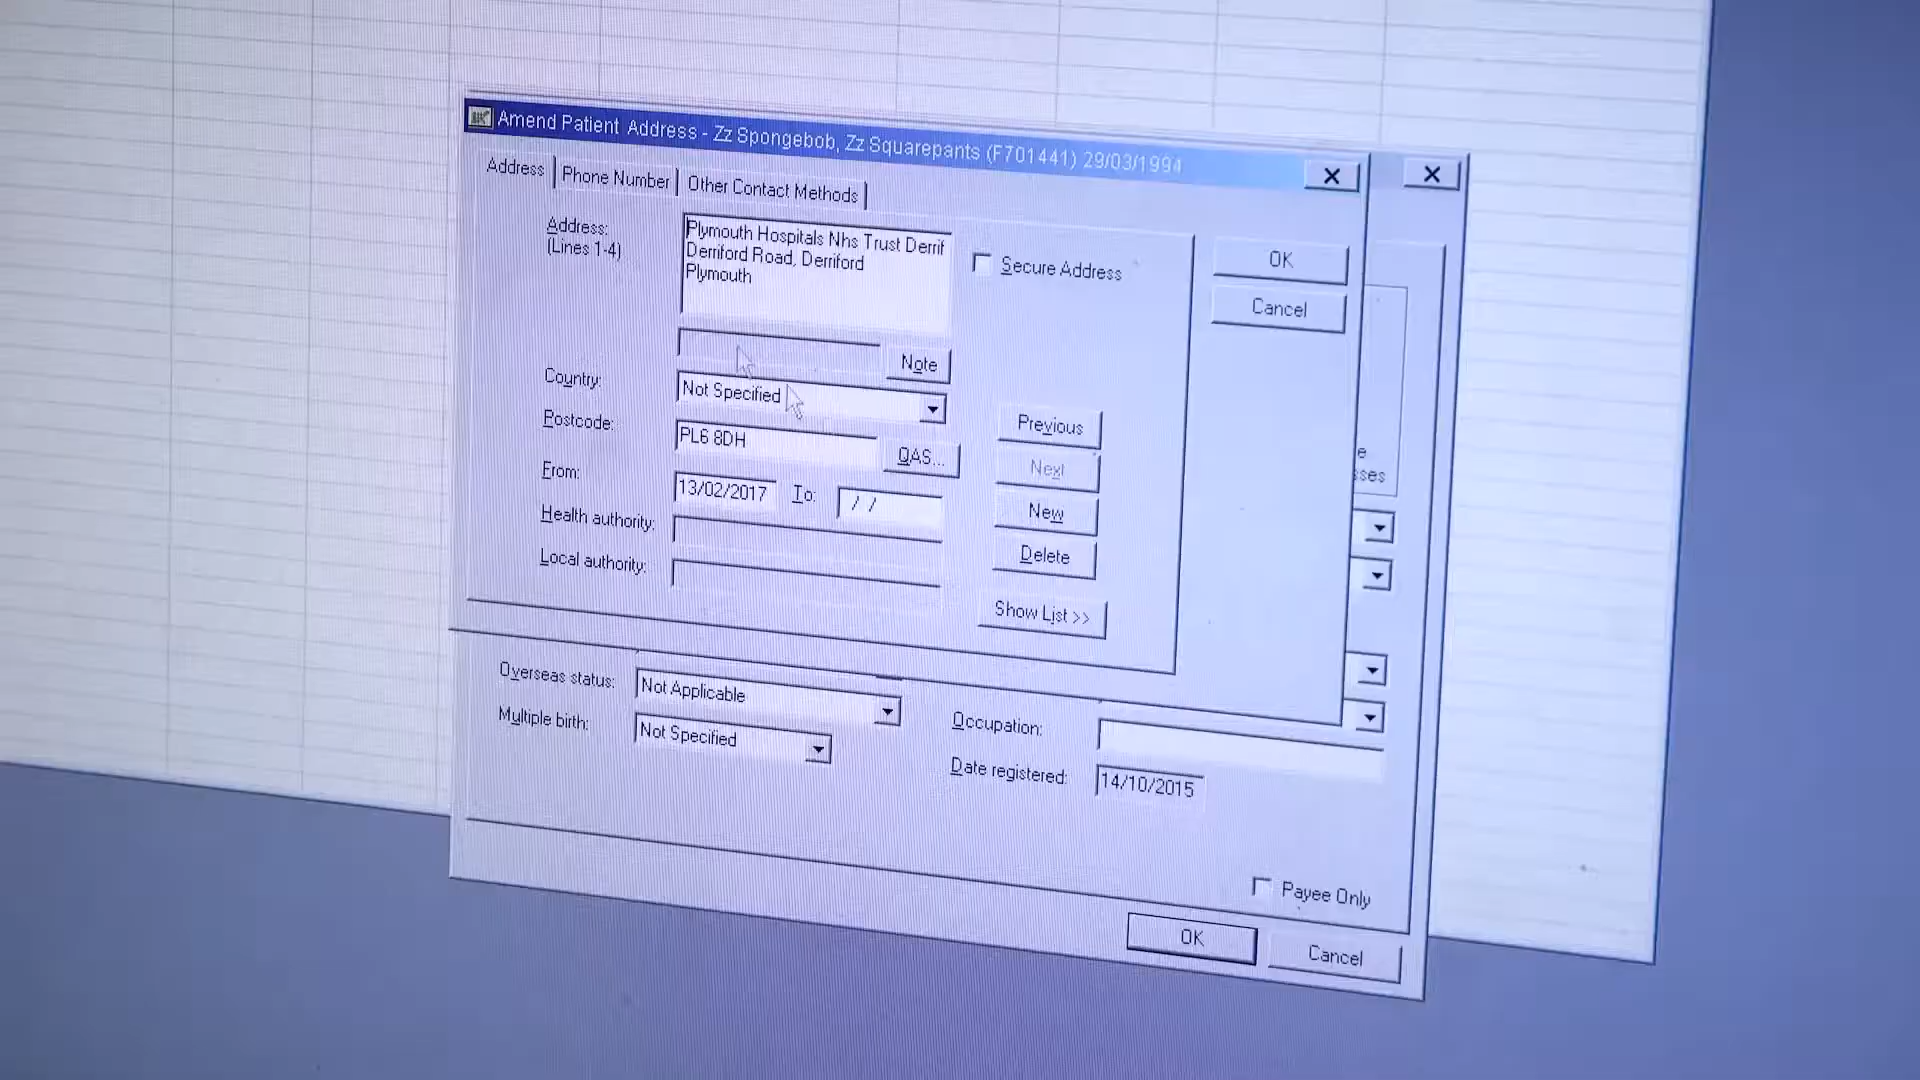 Amend Patient Address - Zz Spongebob, Zz Squarepants (F701441) 29/03/1994
Address
Phone Number
Other Contact Methods
Address:
(Lines 1-4)
Plymouth Hospitals Nhs Trust Derrif
Derriford Road, Derriford
Plymouth
Secure Address
OK
Cancel
Note
Country:
Not Specified
Previous
Postcode:
PL6 8DH
QAS...
Next
From:
13/02/2017
To:
/ /
New
Health authority:
Delete
Local authority:
Show List >>
Overseas status:
Not Applicable
Multiple birth:
Not Specified
Occupation:
Date registered:
14/10/2015
Payee Only
OK
Cancel